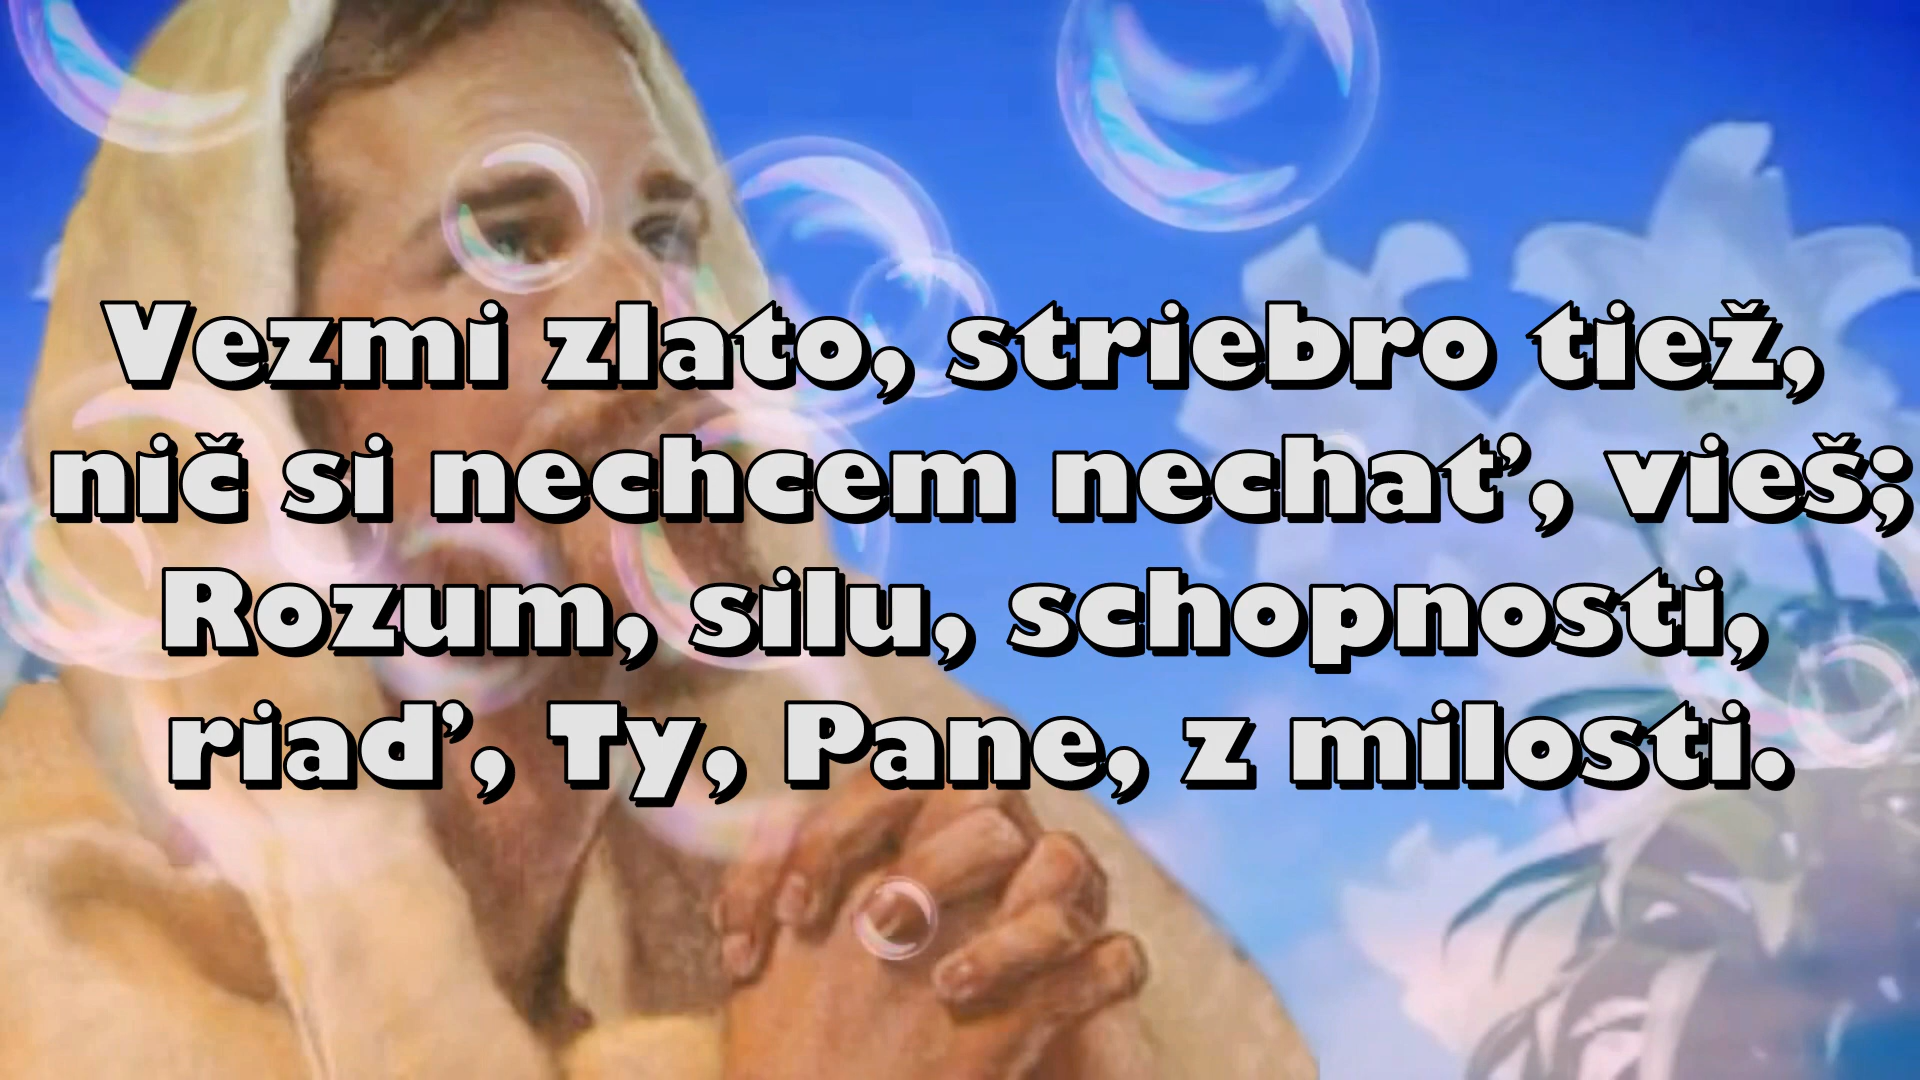 Vezmi zlato, striebro tiež,
nič si nechcem nechať, vieš;
Rozum, silu, schopnosti,
riaď, Ty, Pane, z milosti.